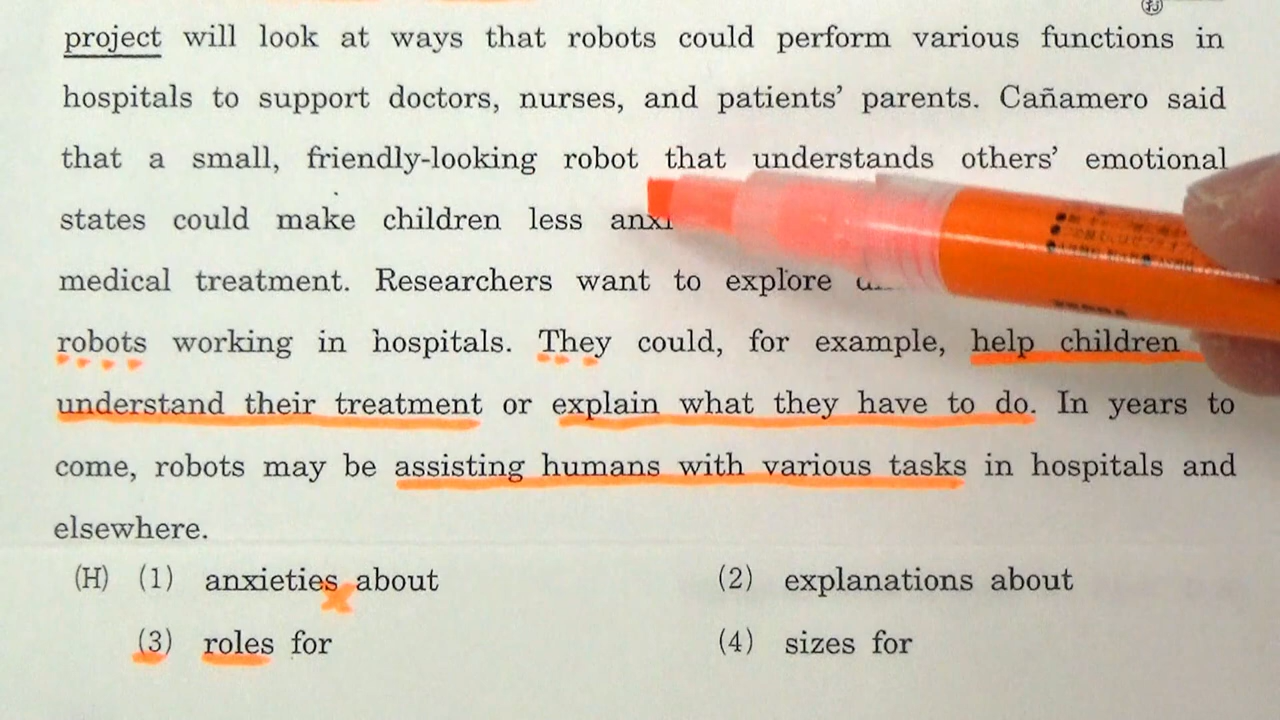 project will look at ways that robots could perform various functions in
hospitals to support doctors, nurses, and patients' parents. Cañamero said
that a small, friendly-looking robot that understands others' emotional
states could make children less
medical treatment. Researchers want to explore
robots working in hospitals. They could, for example, help children
understand their treatment or explain what they have to do. In years to
come, robots may be assisting humans with various tasks in hospitals and
elsewhere.
(H) (1) anxieties about (2) explanations about
(3) roles for (4) sizes for